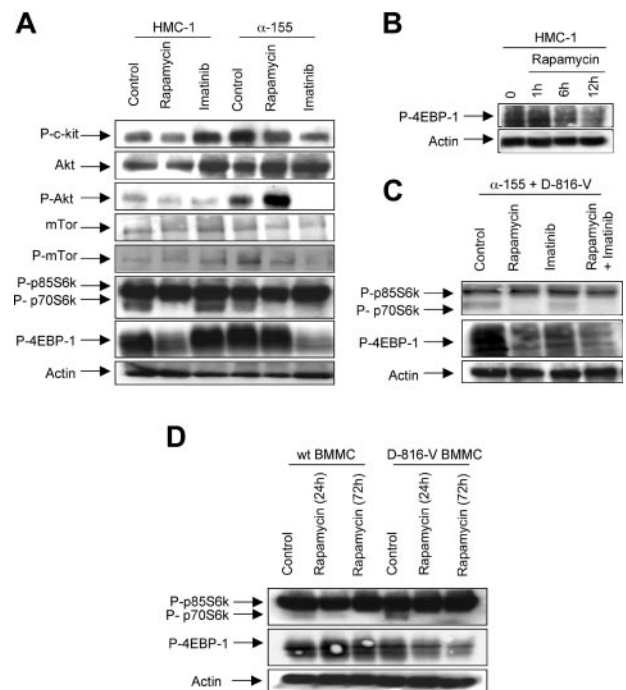 A
HMC-1
α-155
Control
Rapamycin
Imatinib
Control
Rapamycin
Imatinib
P-c-kit
Akt
P-Akt
mTor
P-mTor
P-p85S6k
P- p70S6k
P-4EBP-1
Actin
B
HMC-1
Rapamycin
0
1h
6h
12h
P-4EBP-1
Actin
C
α-155 + D-816-V
Control
Rapamycin
Imatinib
Rapamycin
+ Imatinib
P-p85S6k
P- p70S6k
P-4EBP-1
Actin
D
wt BMMC
D-816-V BMMC
Control
Rapamycin (24h)
Rapamycin (72h)
Control
Rapamycin (24h)
Rapamycin (72h)
P-p85S6k
P- p70S6k
P-4EBP-1
Actin